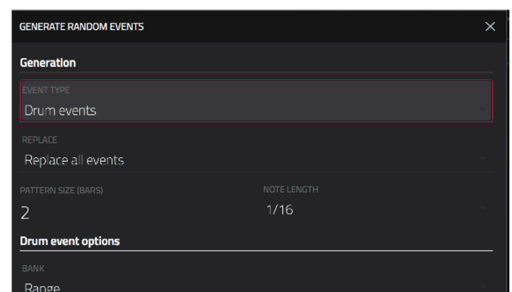 GENERATE RANDOM EVENTS
Generation
EVENT TYPE
Drum events
REPLACE
Replace all events
PATTERN SIZE (BARS) NOTE LENGTH
2 1/16
Drum event options
BANK
Range